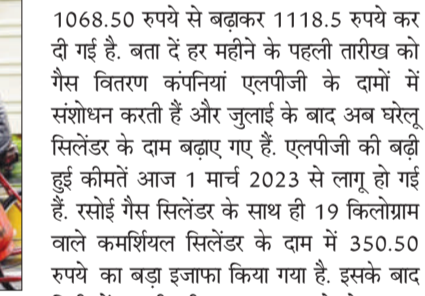 1068.50 रुपये से बढ़ाकर 1118.5 रुपये कर
दी गई है. बता दें हर महीने के पहली तारीख को
गैस वितरण कंपनियां एलपीजी के दामों में
संशोधन करती हैं और जुलाई के बाद अब घरेलू
सिलेंडर के दाम बढ़ाए गए हैं. एलपीजी की बढ़ी
हुई कीमतें आज 1 मार्च 2023 से लागू हो गई
हैं. रसोई गैस सिलेंडर के साथ ही 19 किलोग्राम
वाले कमर्शियल सिलेंडर के दाम में 350.50
रुपये का बड़ा इजाफा किया गया है. इसके बाद